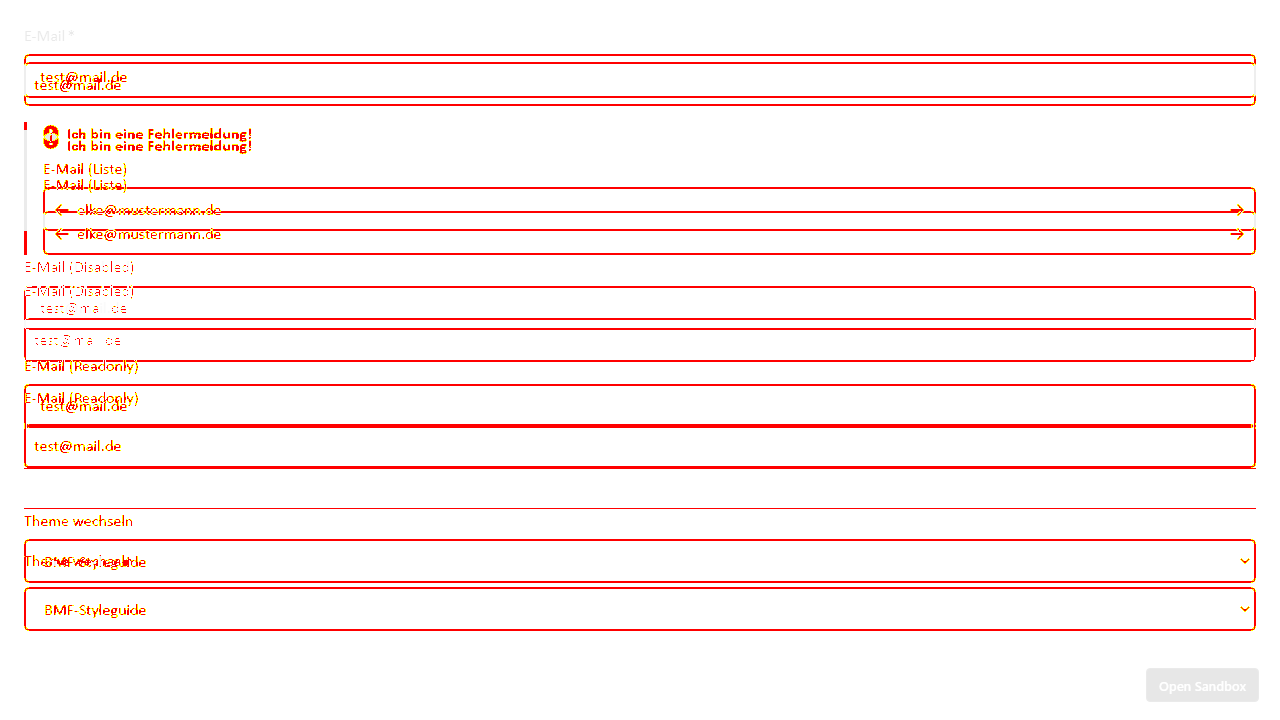 E-Mail *
test@mail.de
test@mail.de
Ich bin eine Fehlermeldung!
Ich bin eine Fehlermeldung!
E-Mail (Liste)
E-Mail (Liste)
elke@mustermann.de
elke@mustermann.de
E-Mail (Disabled)
E-Mail (Disabled)
test@mail.de
test@mail.de
E-Mail (Readonly)
E-Mail (Readonly)
test@mail.de
test@mail.de
Theme wechseln
Theme wechseln
BMF-Styleguide
BMF-Styleguide
Open Sandbox